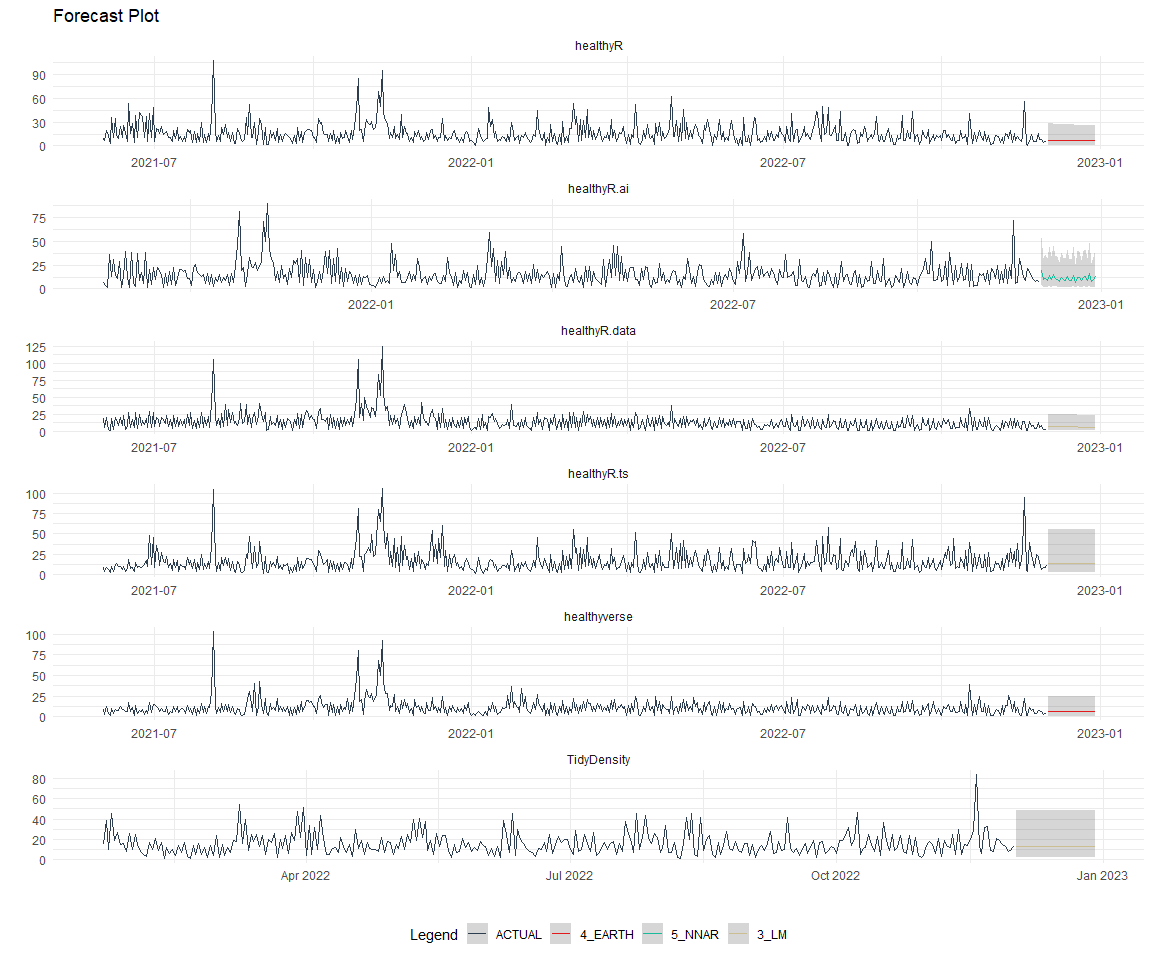 Forecast Plot
healthyR
90
60
30
0
2021-07 2022-01 2022-07 2023-01
healthyR.ai
75
50
25
0
2022-01 2022-07 2023-01
healthyR.data
125
100
75
50
25
0
2021-07 2022-01 2022-07 2023-01
healthyR.ts
100
75
50
25
0
2021-07 2022-01 2022-07 2023-01
healthyverse
100
75
50
25
0
2021-07 2022-01 2022-07 2023-01
TidyDensity
80
60
40
20
0
Apr 2022 Jul 2022 Oct 2022 Jan 2023
Legend ACTUAL 4_EARTH 5_NNAR 3_LM